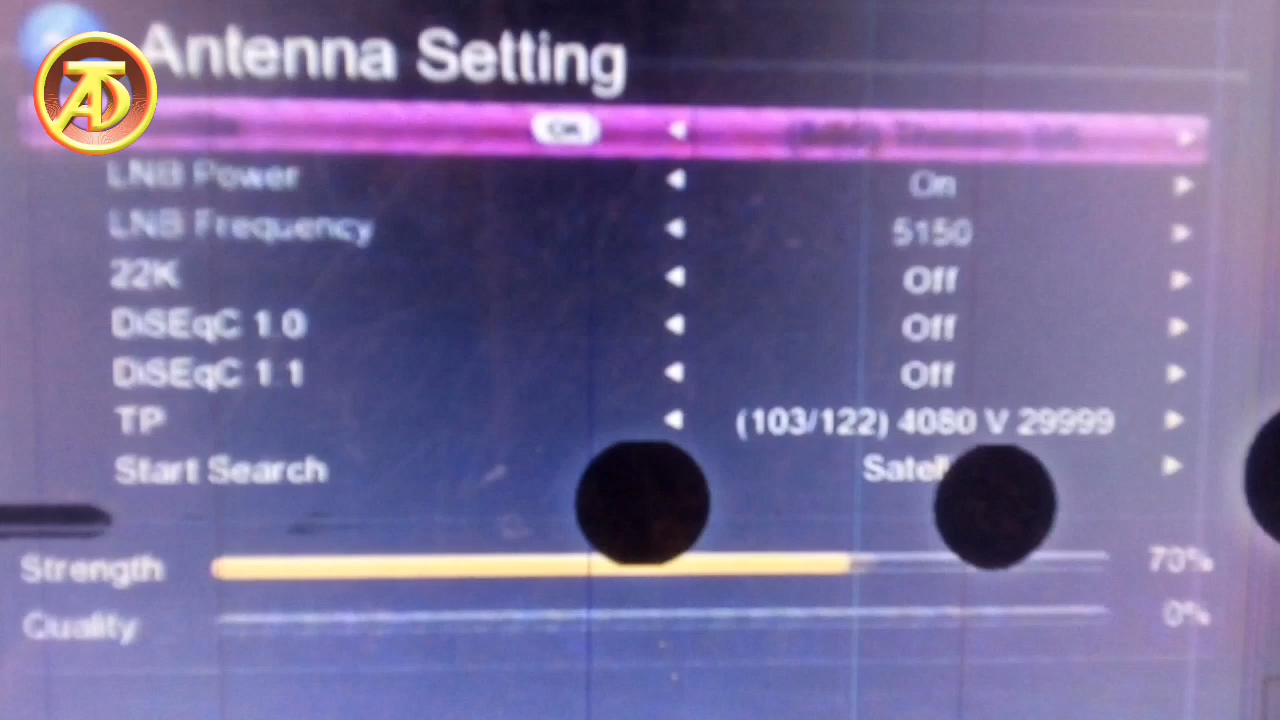 Antenna Setting
OK
LNB Power On
LNB Frequency 5150
22K Off
DiSEqC 1.0 Off
DiSEqC 1.1 Off
TP (103/122) 4080 V 29999
Start Search
Strength 70%
Quality 0%